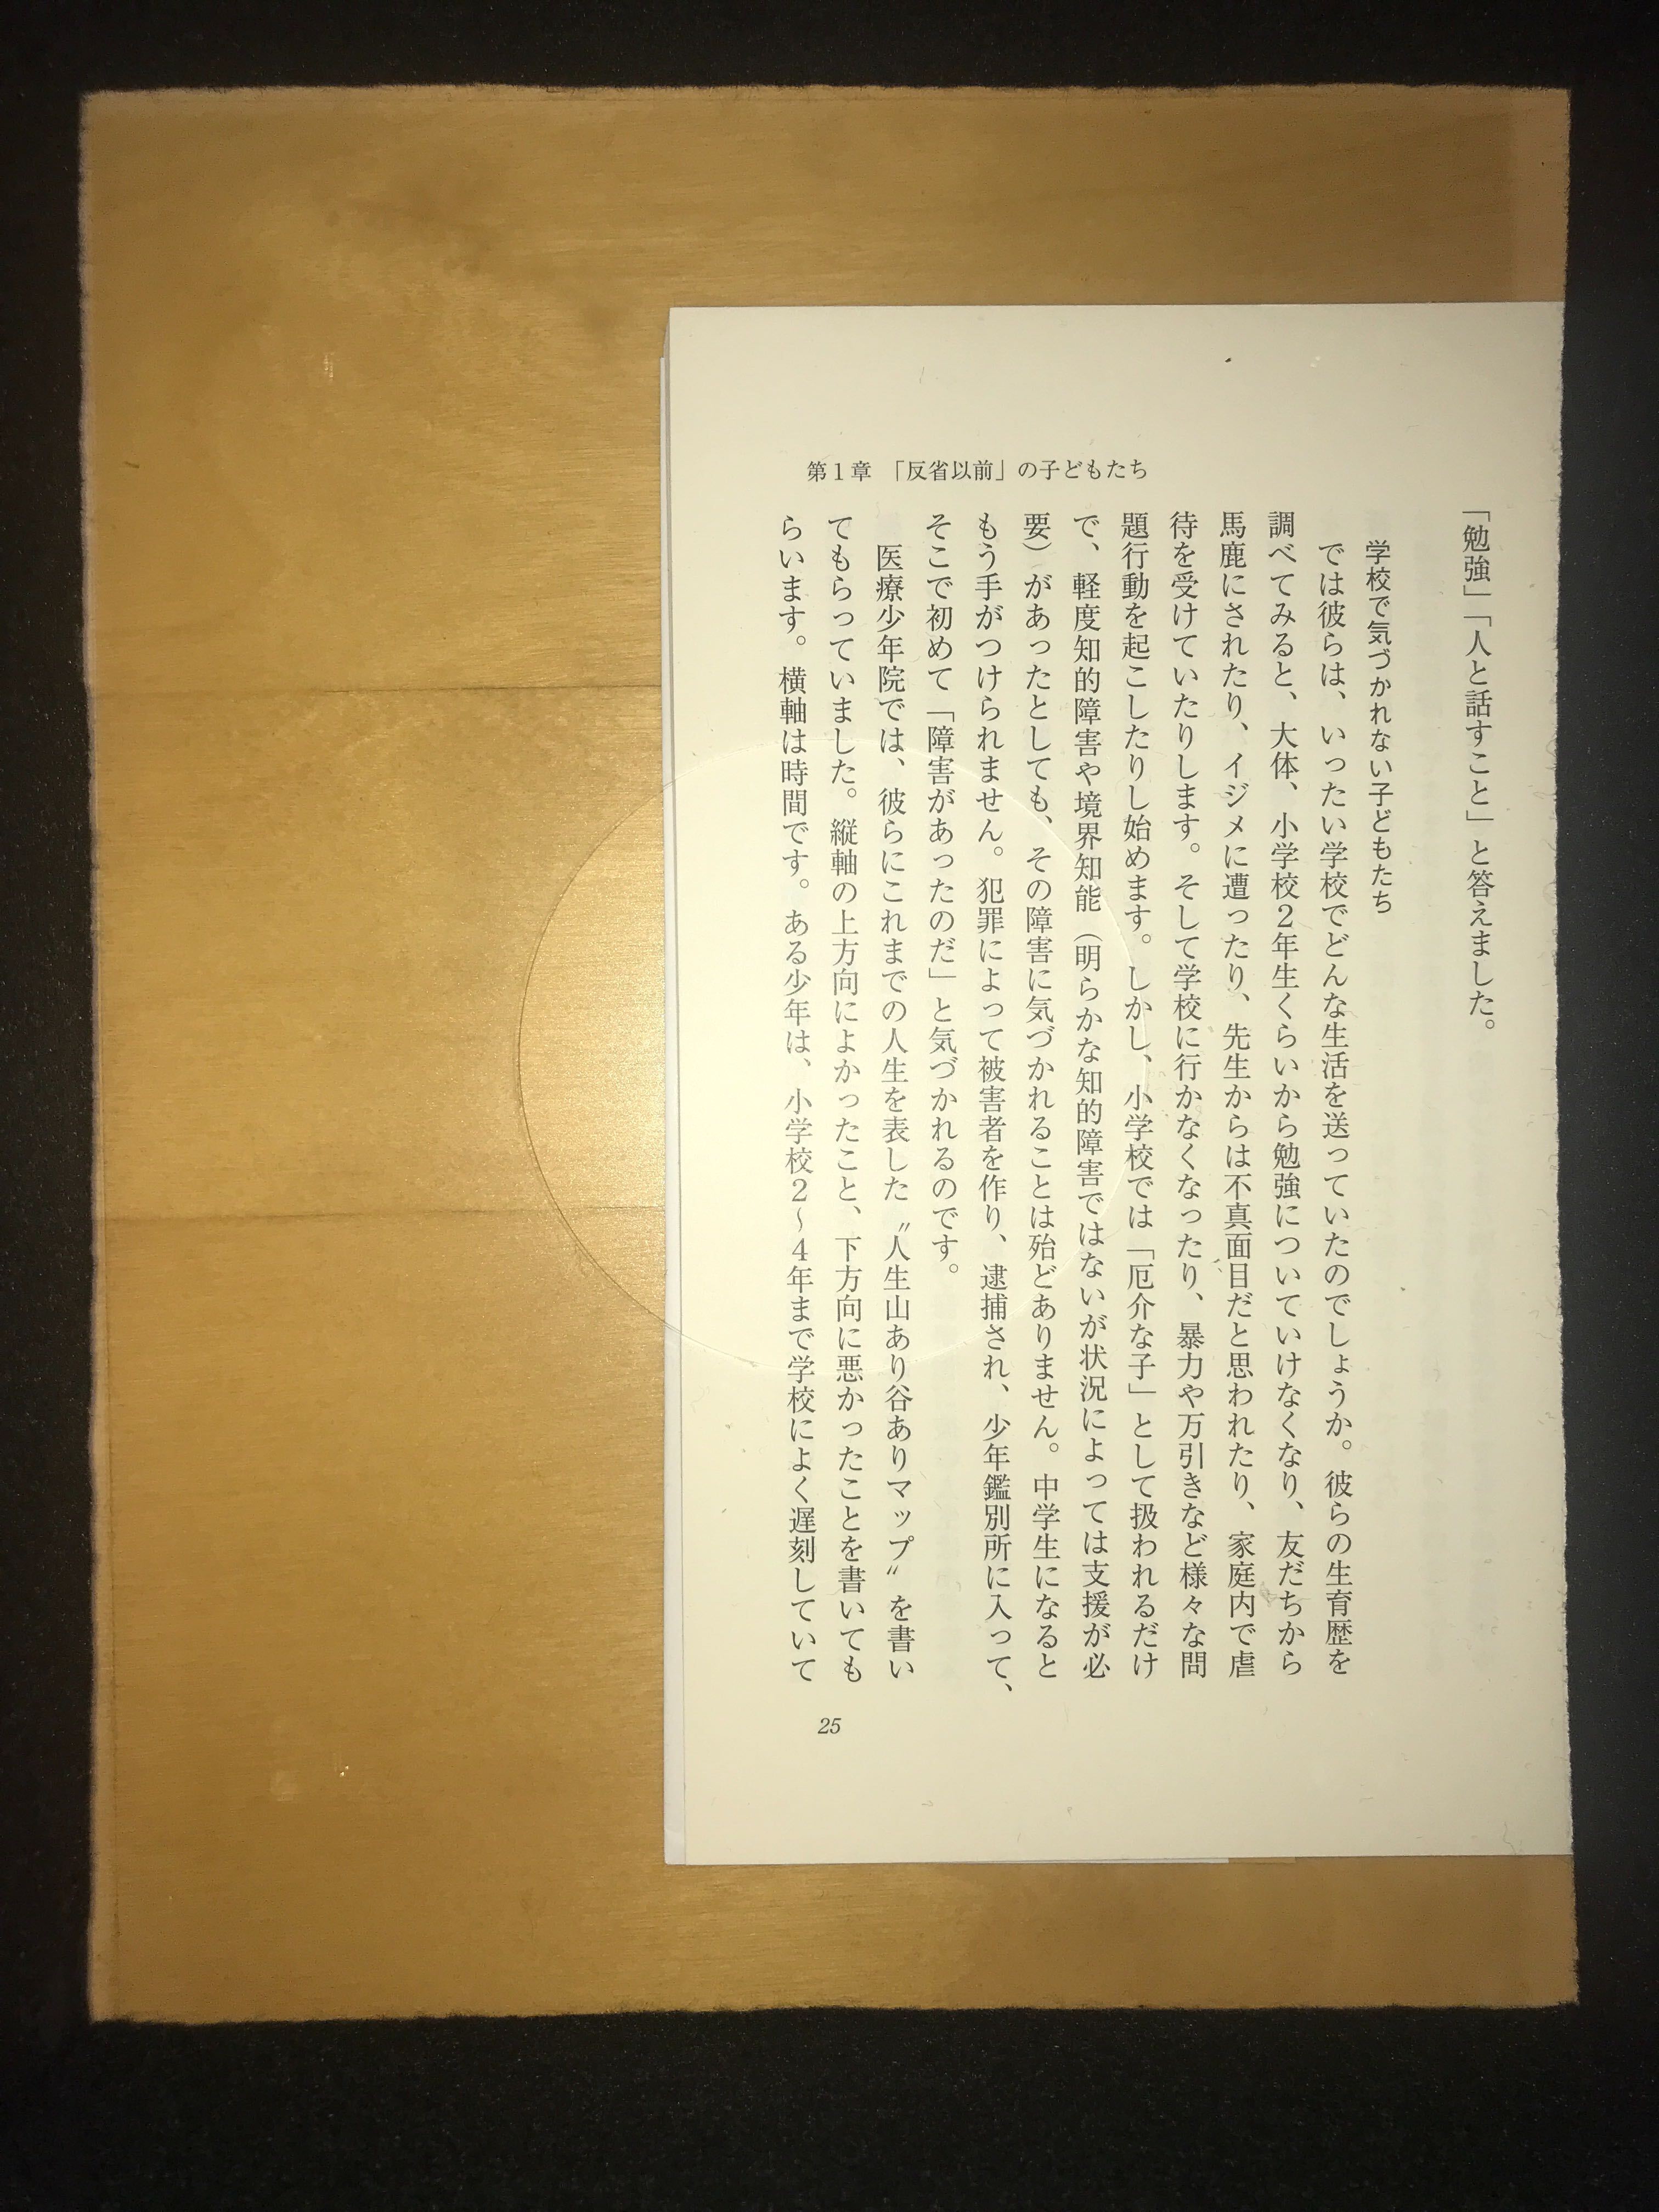 第1章　「反省以前」の子どもたち
「勉強」「人と話すこと」と答えました。
学校で気づかれない子どもたち
では彼らは、いったい学校でどんな生活を送っていたのでしょうか。彼らの生育歴を
調べてみると、大体、小学校2年生くらいから勉強についていけなくなり、友だちから
馬鹿にされたり、イジメに遭ったり、先生からは不真面目だと思われたり、家庭内で虐
待を受けていたりします。そして学校に行かなくなったり、暴力や万引きなど様々な問
題行動を起こしたりし始めます。しかし、小学校では「厄介な子」として扱われるだけ
で、軽度知的障害や境界知能（明らかな知的障害ではないが状況によっては支援が必
要）があったとしても、その障害に気づかれることは殆どありません。中学生になると
もう手がつけられません。犯罪によって被害者を作り、逮捕され、少年鑑別所に入って、
そこで初めて「障害があったのだ」と気づかれるのです。
医療少年院では、彼らにこれまでの人生を表した〝人生山あり谷ありマップ〟を書い
てもらっていました。縦軸の上方向によかったこと、下方向に悪かったことを書いても
らいます。横軸は時間です。ある少年は、小学校2～4年まで学校によく遅刻していて
25